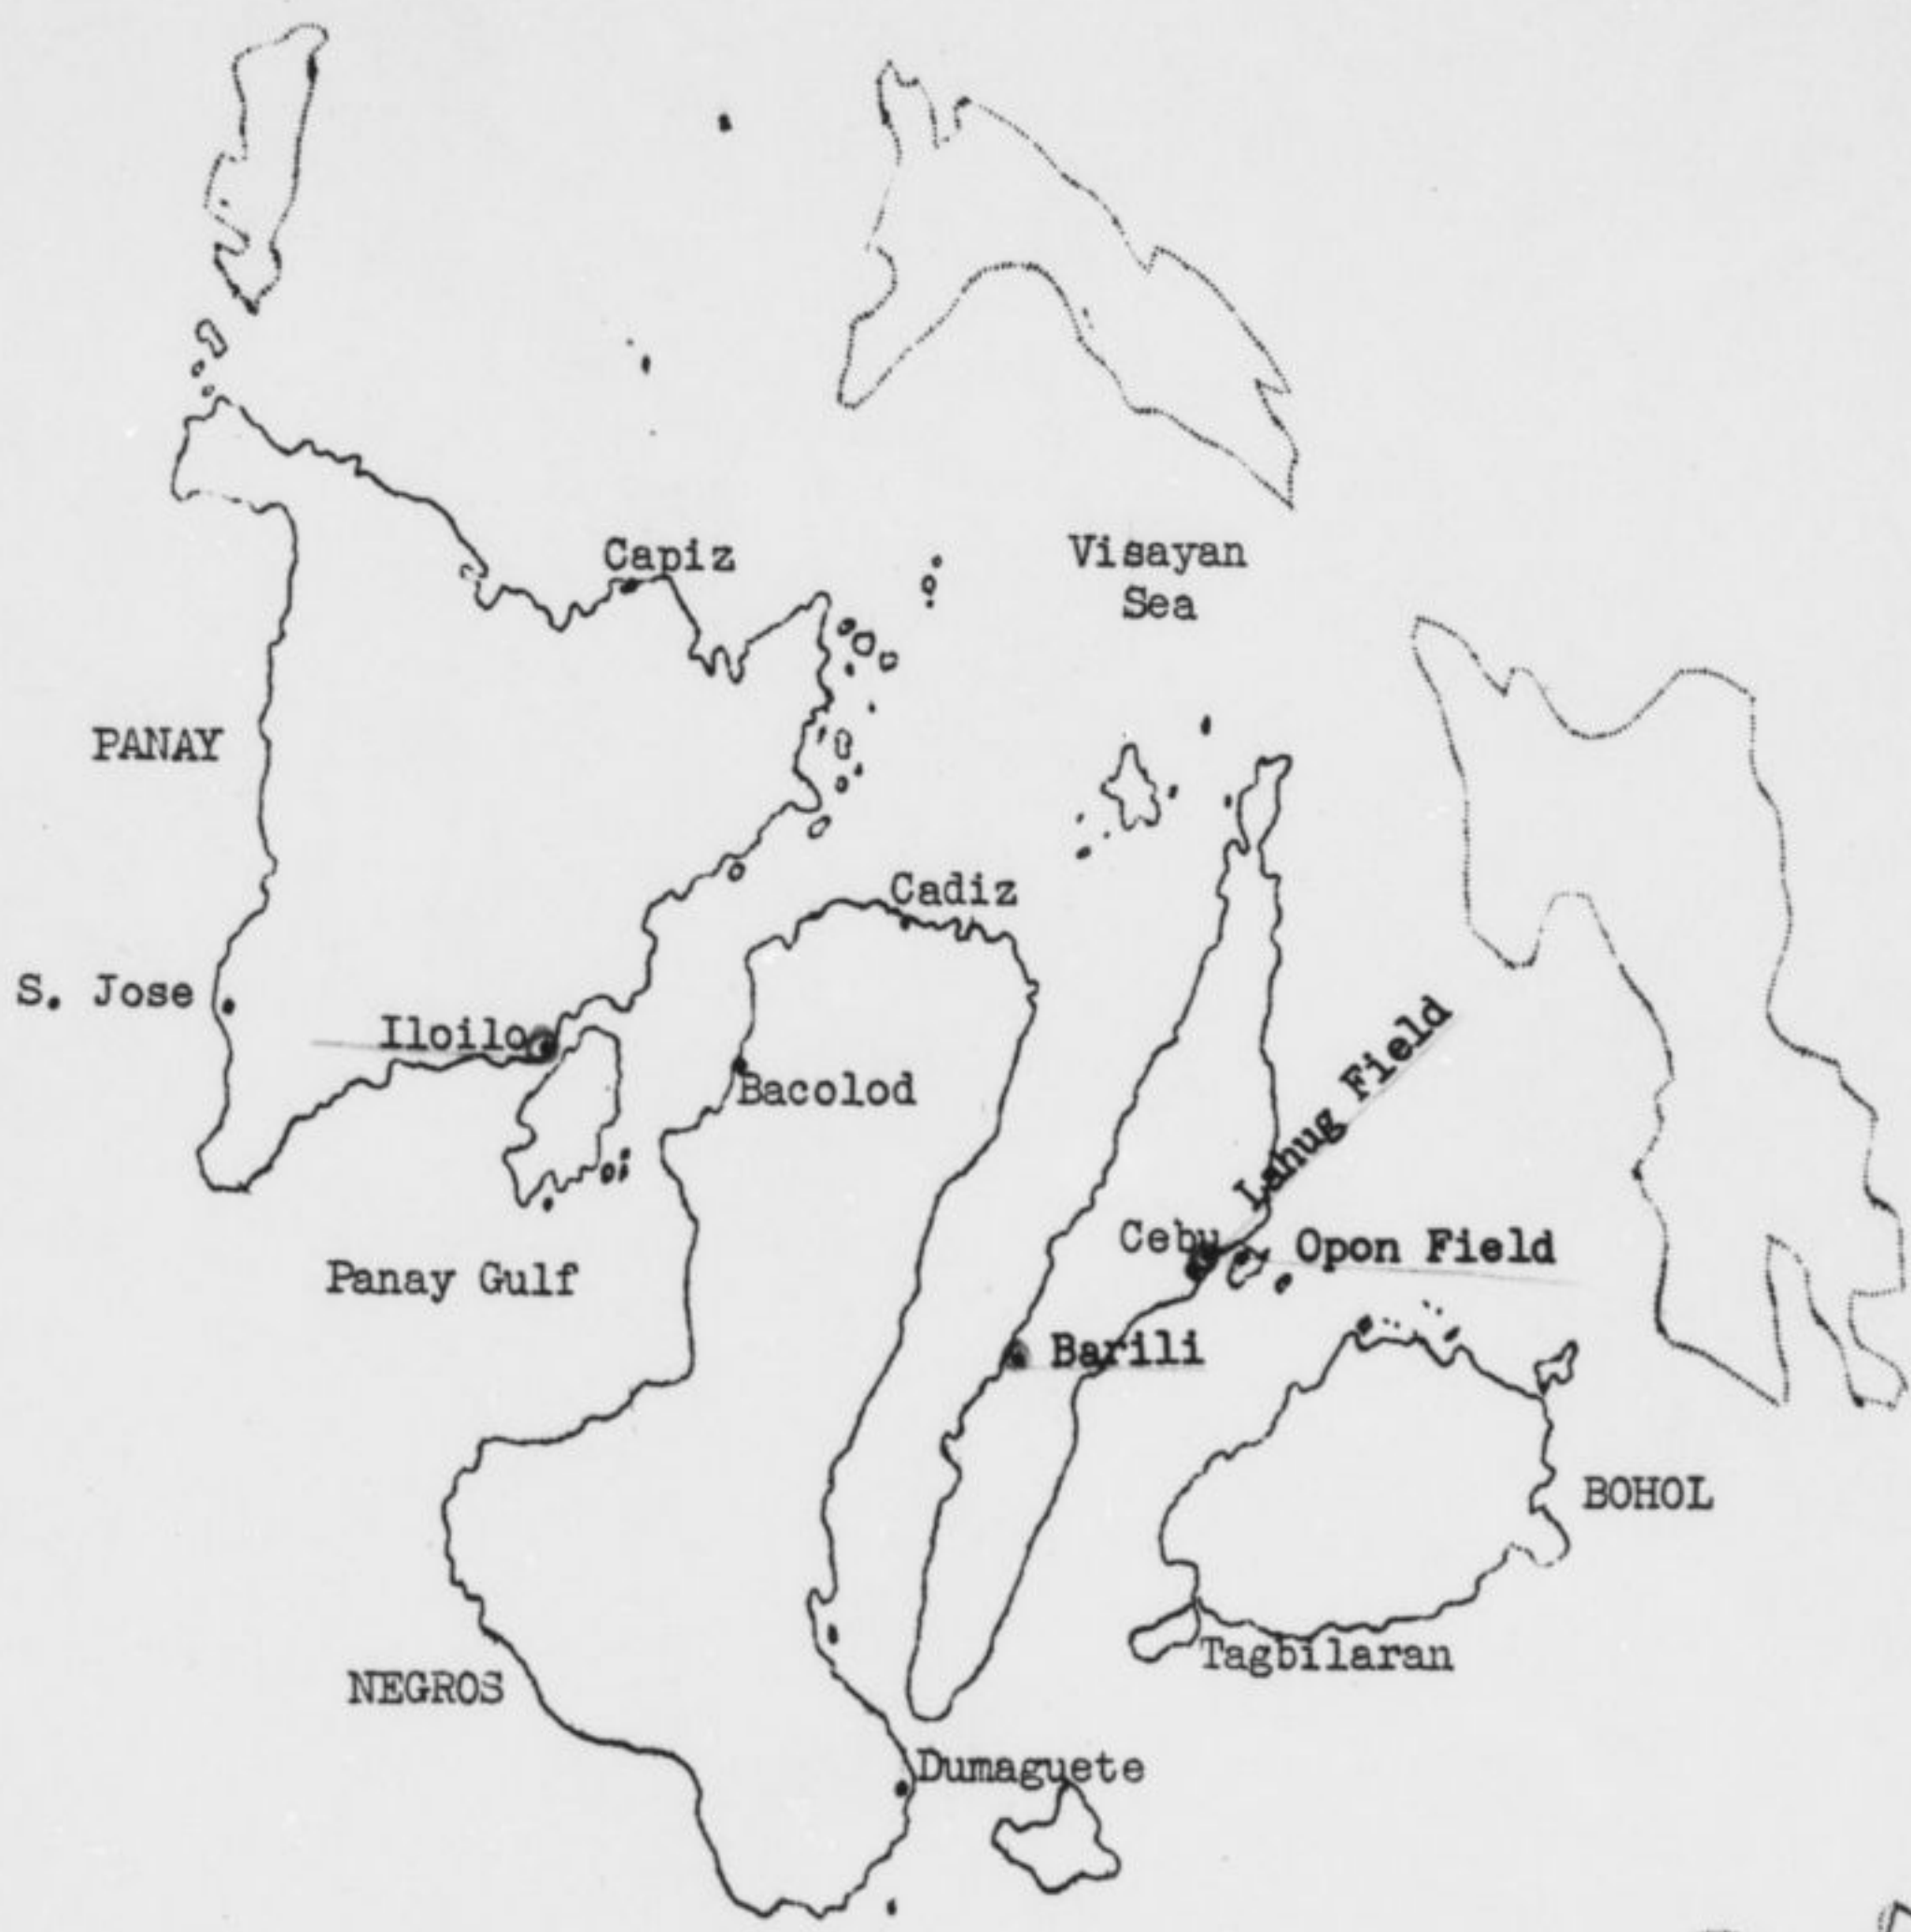 Capiz
Visayan
Sea
PANAY
Cadiz
S. Jose
Iloilo
Bacolod
Lahug Field
Cebu
Opon Field
Panay Gulf
Barili
BOHOL
Tagbilaran
NEGROS
Dumaguete